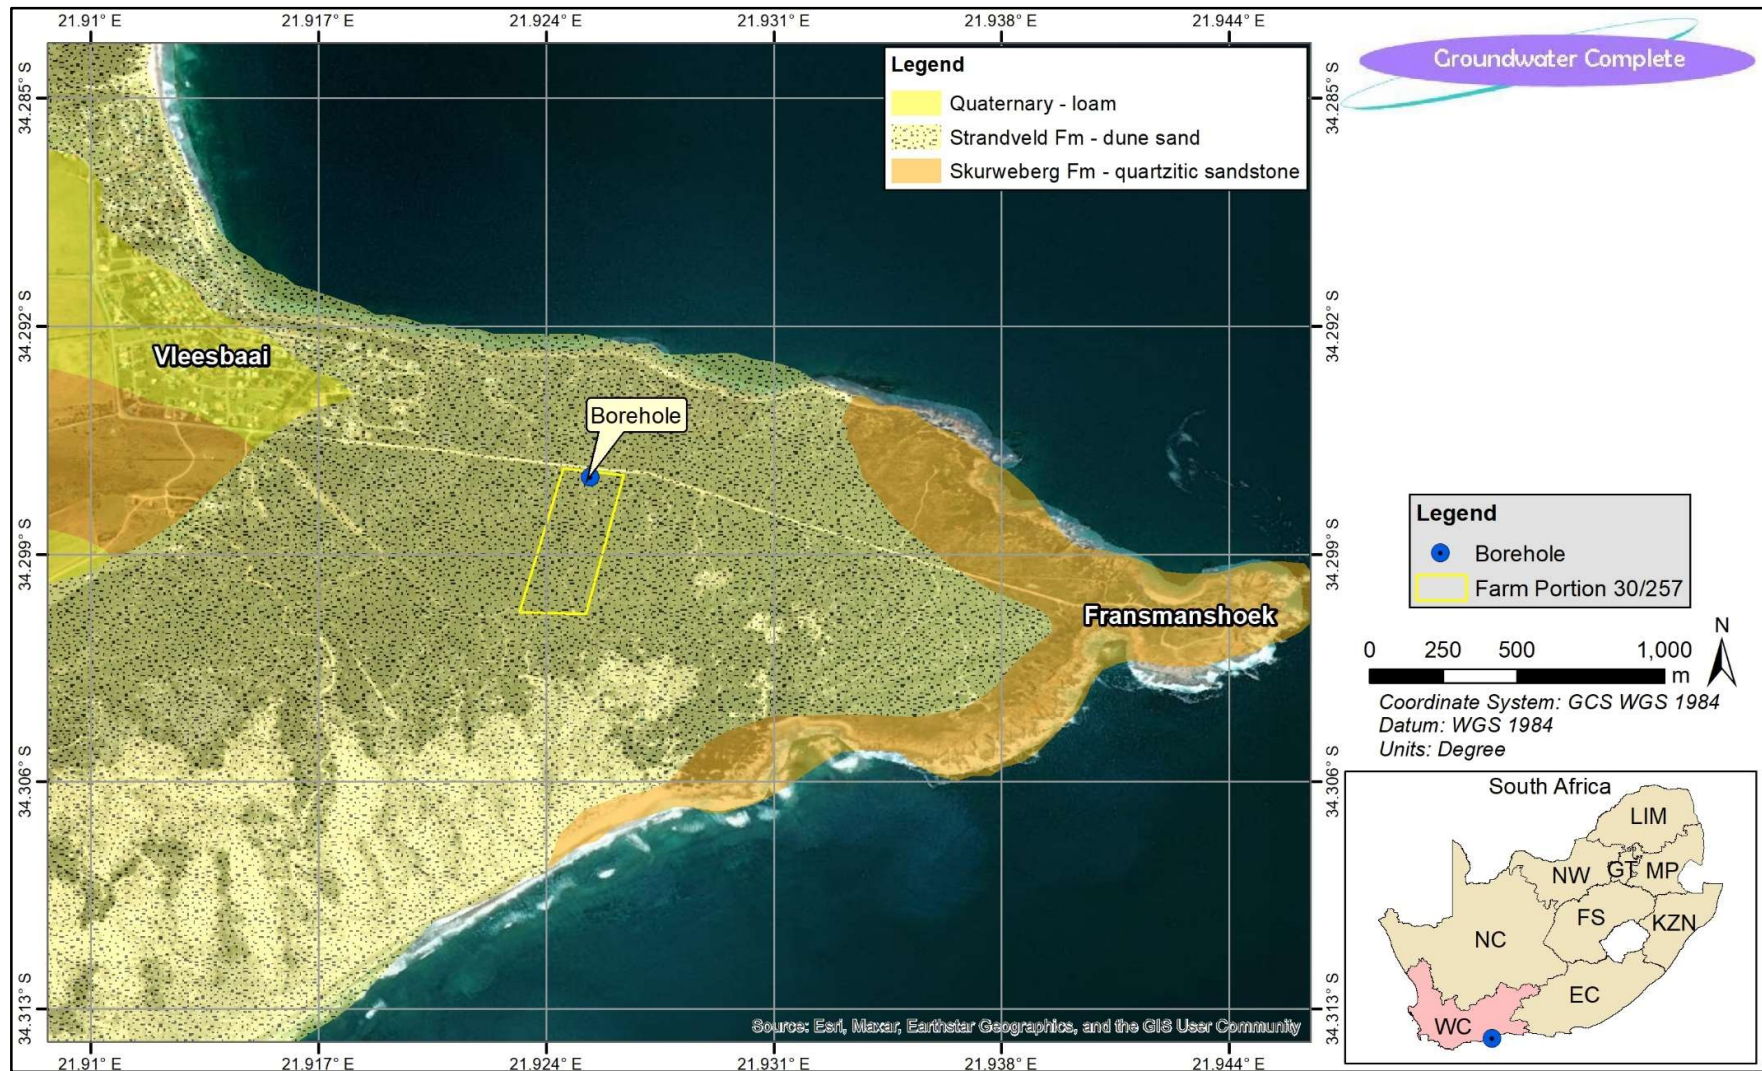 21.91° E
21.917° E
21.924° E
21.931° E
21.938° E
21.944° E
Groundwater Complete
Legend
Quaternary - loam
Strandveld Fm - dune sand
Skurweberg Fm - quartzitic sandstone
34.285° S
34.285° S
34.292° S
34.292° S
Vleesbaai
Borehole
34.299° S
34.299° S
Fransmanshoek
Legend
Borehole
Farm Portion 30/257
0 250 500 1,000
m
N
Coordinate System: GCS WGS 1984
Datum: WGS 1984
Units: Degree
34.306° S
34.306° S
South Africa
LIM
NW
GT
MP
FS
KZN
NC
EC
WC
34.313° S
34.313° S
Source: Esri, Maxar, Earthstar Geographics, and the GIS User Community
21.91° E
21.917° E
21.924° E
21.931° E
21.938° E
21.944° E